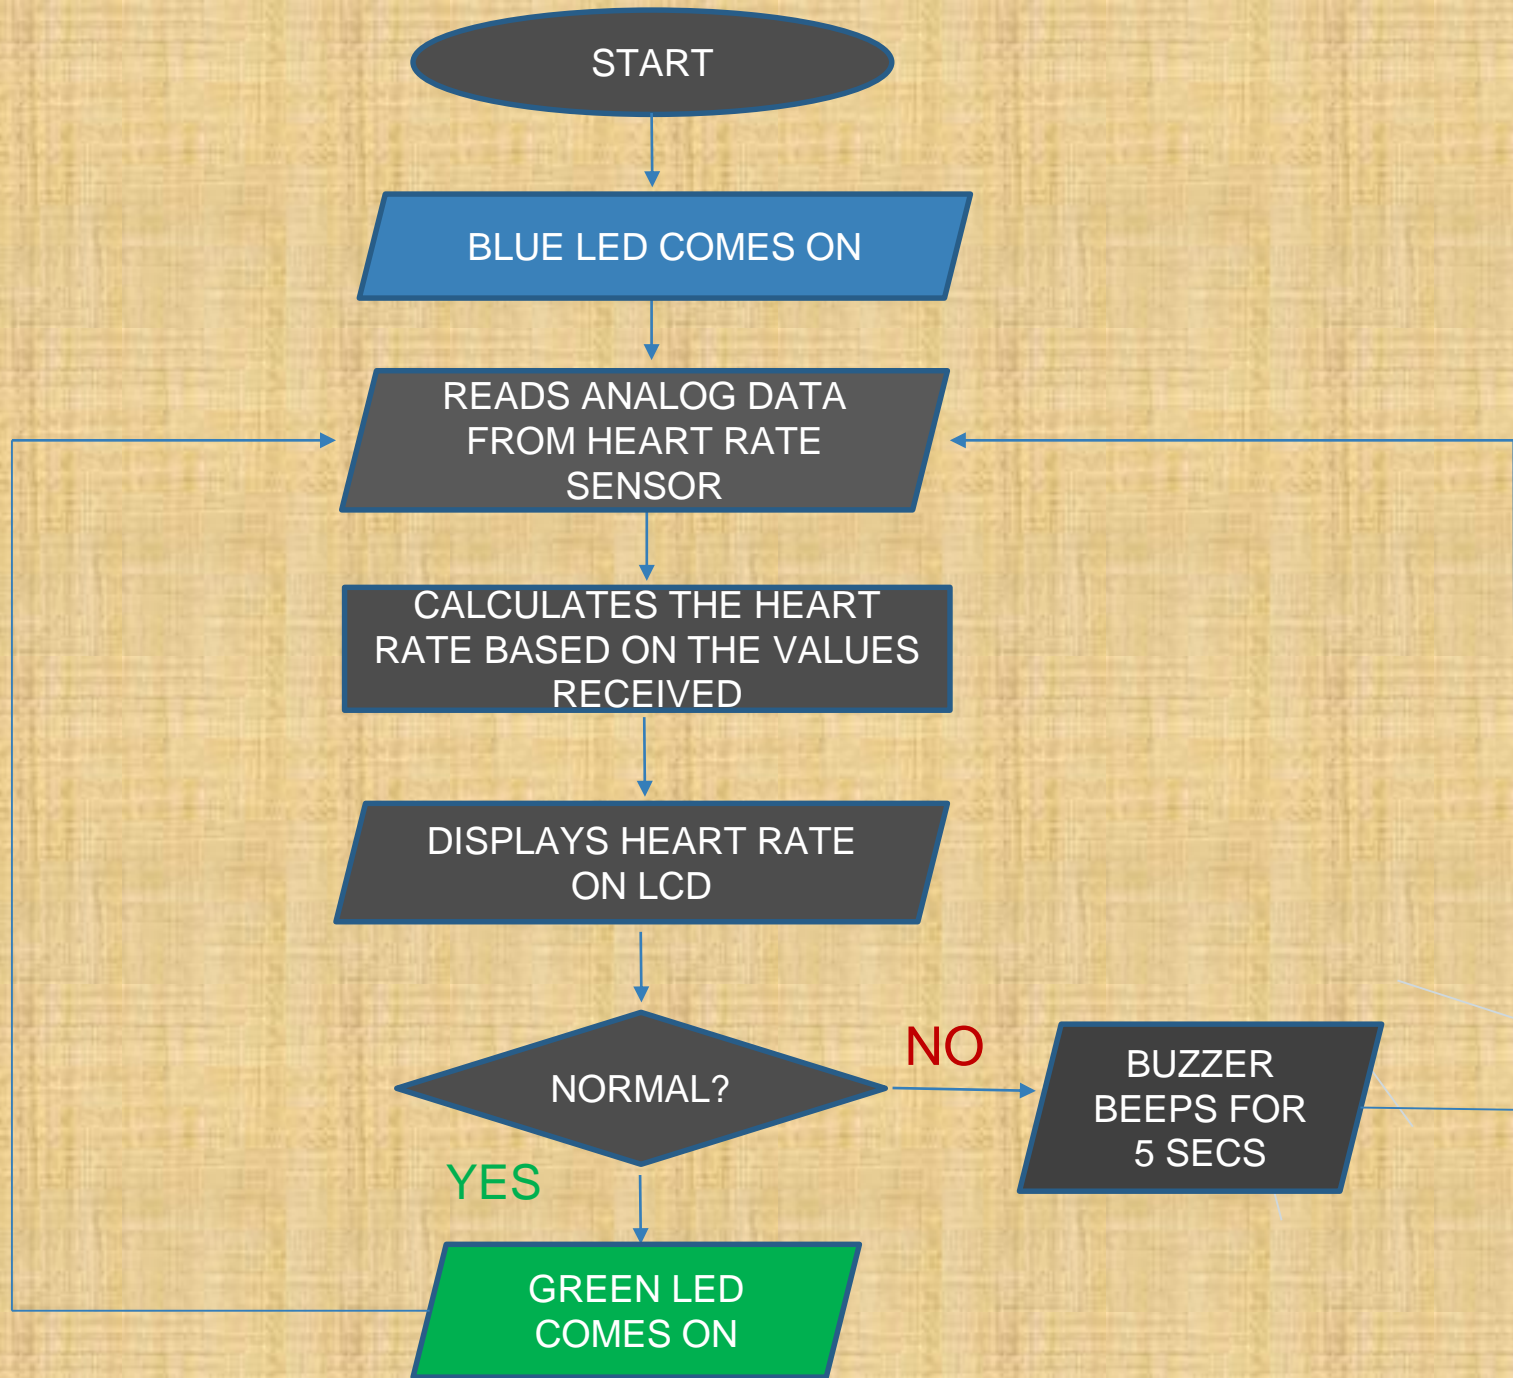 START
BLUE LED COMES ON
READS ANALOG DATA
FROM HEART RATE
SENSOR
CALCULATES THE HEART
RATE BASED ON THE VALUES
RECEIVED
DISPLAYS HEART RATE
ON LCD
NORMAL?
NO
BUZZER
BEEPS FOR
5 SECS
YES
GREEN LED
COMES ON